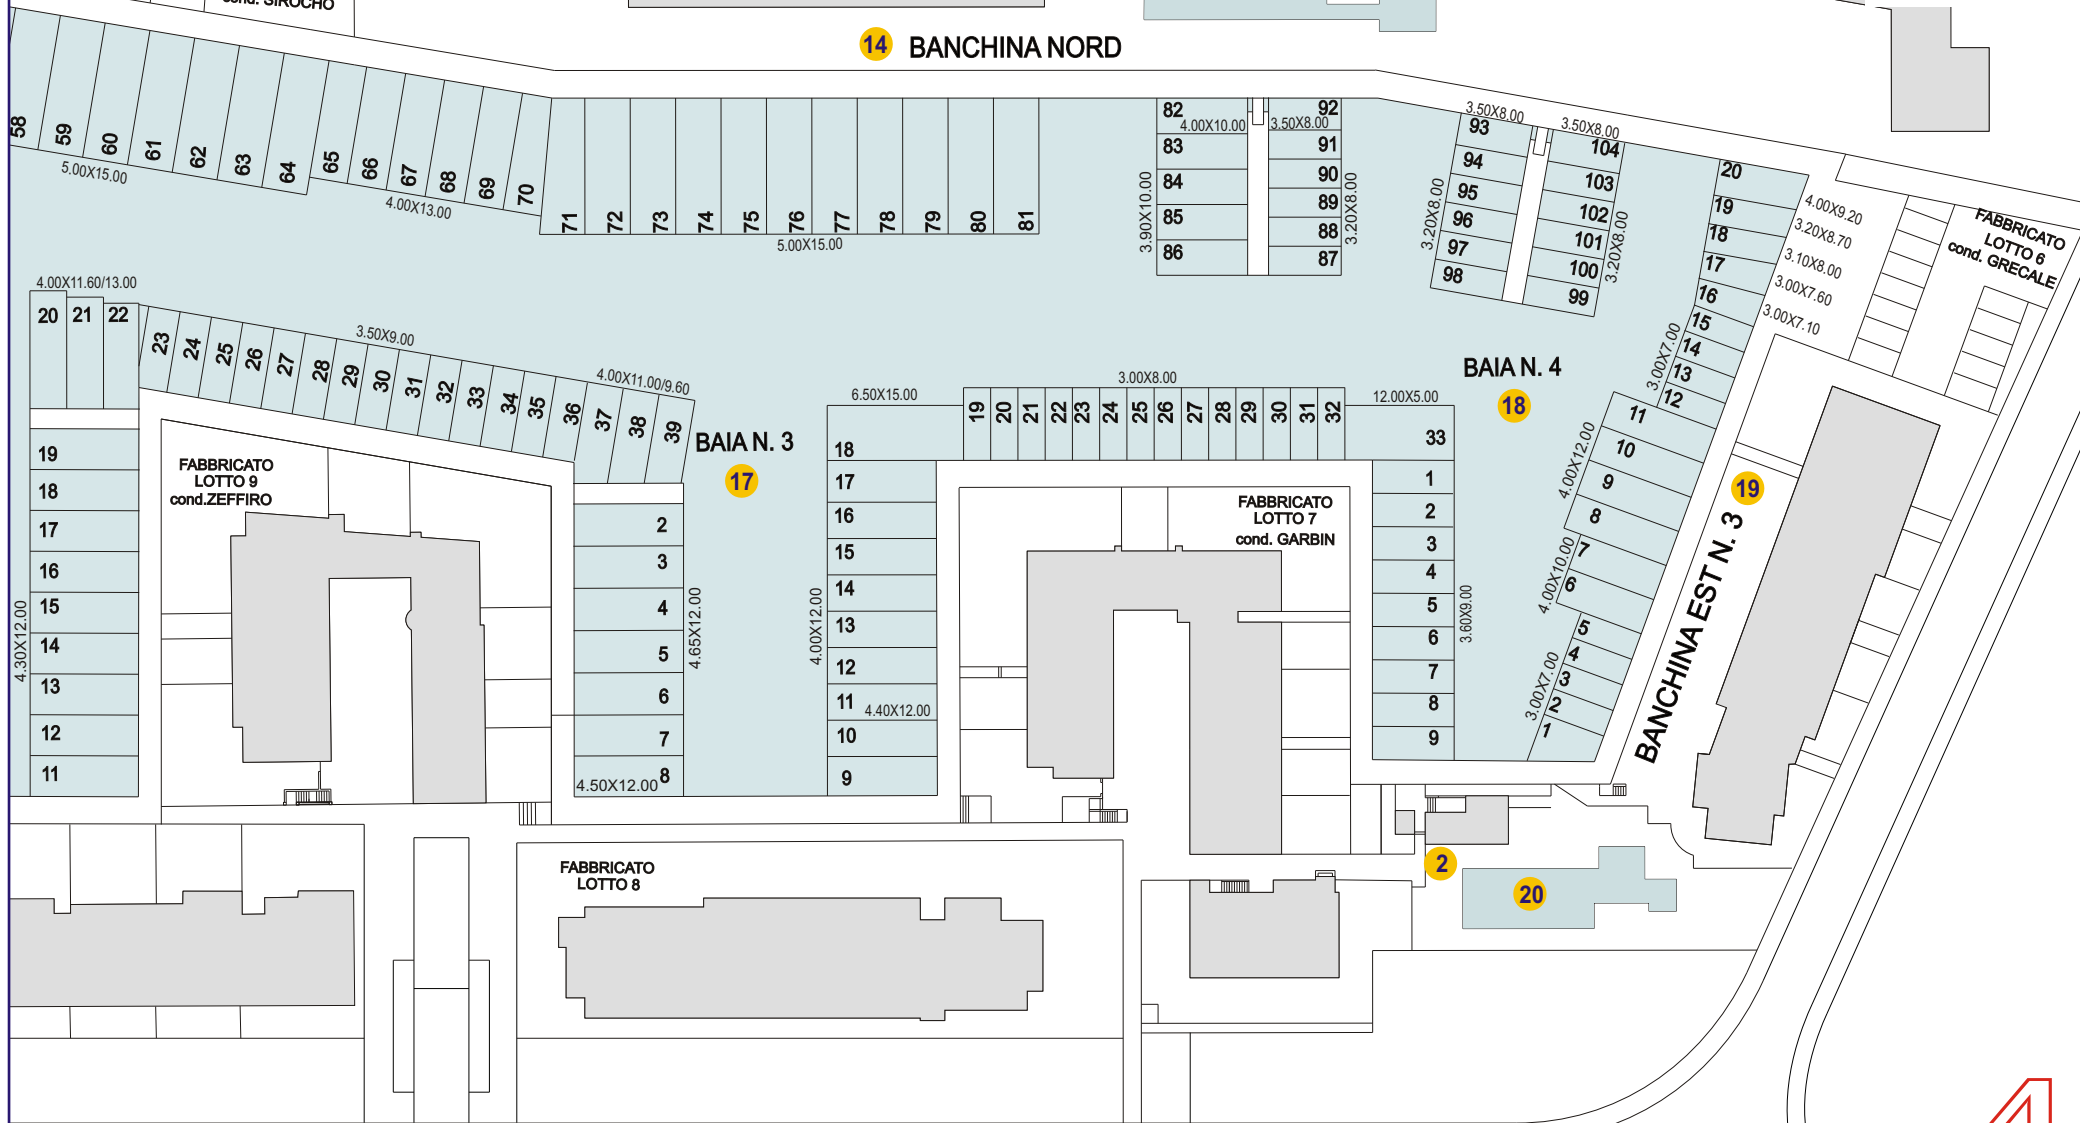 cond. SIROCHO
14 BANCHINA NORD
58 59 60 61 62 63 64 65 66 67 68 69 70
5.00X15.00
4.00X13.00
71 72 73 74 75 76 77 78 79 80 81
5.00X15.00
82
4.00X10.00
83
84
85
86
3.90X10.00
92
3.50X8.00
91
90
89
88
87
3.20X8.00
3.50X8.00
93
94
95
96
97
98
3.20X8.00
3.50X8.00
104
103
102
101
100
99
3.20X8.00
20
19
18
17
16
15
14
13
12
4.00X9.20
3.20X8.70
3.10X8.00
3.00X7.60
3.00X7.10
3.00X7.00
FABBRICATO
LOTTO 6
cond. GRECALE
4.00X11.60/13.00
20 21 22
23 24 25 26 27 28 29 30 31 32 33 34 35 36 37 38 39
3.50X9.00
4.00X11.00/9.60
19
18
17
16
15
14
13
12
11
4.30X12.00
FABBRICATO
LOTTO 9
cond.ZEFFIRO
BAIA N. 3
17
2
3
4
5
6
7
8
4.50X12.00
4.65X12.00
6.50X15.00
18
17
16
15
14
13
12
11
4.40X12.00
10
9
4.00X12.00
3.00X8.00
19 20 21 22 23 24 25 26 27 28 29 30 31 32
12.00X5.00
33
1
2
3
4
5
6
7
8
9
3.60X9.00
FABBRICATO
LOTTO 7
cond. GARBIN
BAIA N. 4
18
11
10
9
8
4.00X12.00
7
6
4.00X10.00
5
4
3
2
1
3.00X7.00
19
BANCHINA EST N. 3
FABBRICATO
LOTTO 8
2
20